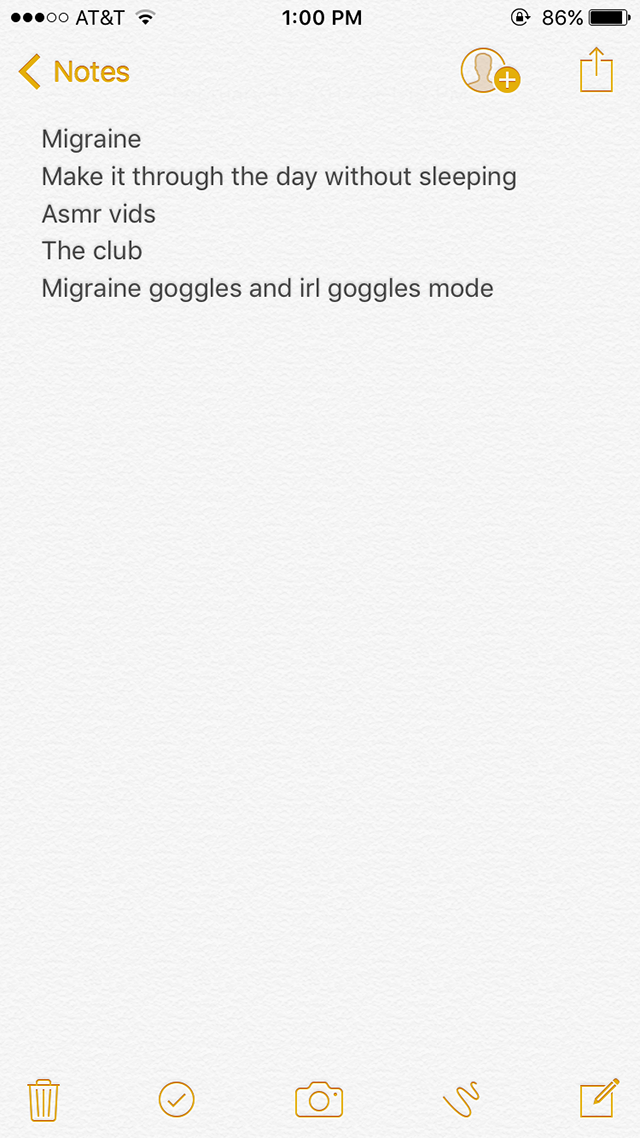 AT&T 1:00 PM 86%
Notes
Migraine
Make it through the day without sleeping
Asmr vids
The club
Migraine goggles and irl goggles mode